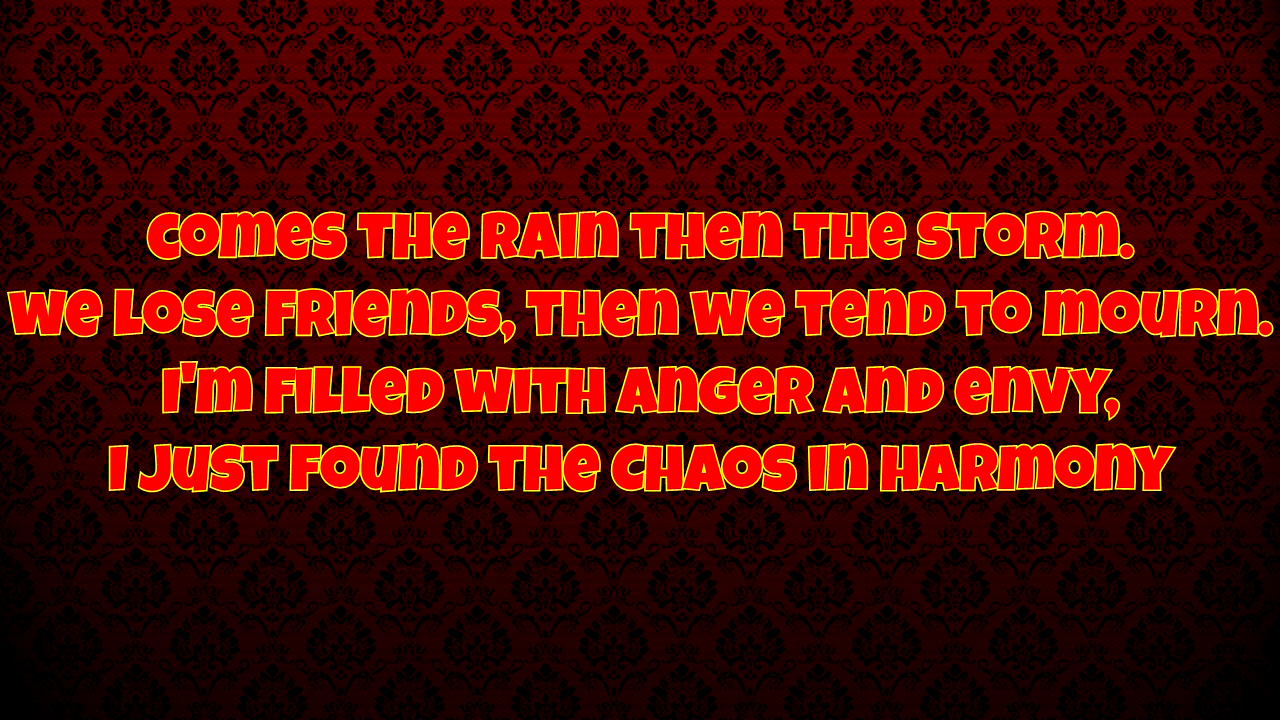 Comes the rain then the storm.
We lose friends, then we tend to mourn.
I'm filled with anger and envy,
I just found the chaos in harmony